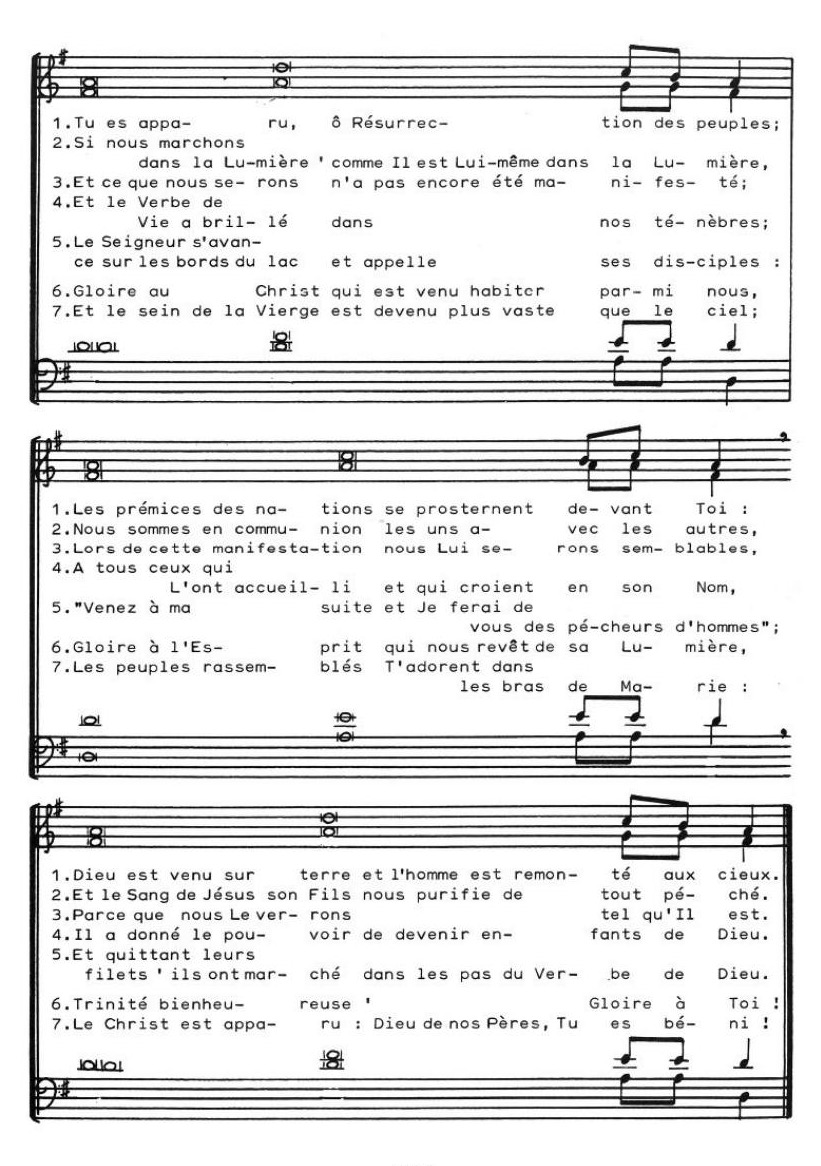 1.Tu es appa- ru, ô Résurrec- tion des peuples;
2.Si nous marchons
dans la Lu-mière ' comme Il est Lui-même dans la Lu- mière,
3.Et ce que nous se- rons n'a pas encore été ma- ni- fes- té;
4.Et le Verbe de
Vie a bril- lé dans nos té- nèbres;
5.Le Seigneur s'avan-
ce sur les bords du lac et appelle ses dis-ciples :
6.Gloire au Christ qui est venu habiter par- mi nous,
7.Et le sein de la Vierge est devenu plus vaste que le ciel;
1.Les prémices des na- tions se prosternent de- vant Toi :
2.Nous sommes en commu- nion les uns a- vec les autres,
3.Lors de cette manifesta-tion nous Lui se- rons sem- blables,
4.A tous ceux qui
L'ont accueil- li et qui croient en son Nom,
5."Venez à ma suite et Je ferai de
vous des pé-cheurs d'hommes";
6.Gloire à l'Es- prit qui nous revêt de sa Lu- mière,
7.Les peuples rassem- blés T'adorent dans
les bras de Ma- rie :
1.Dieu est venu sur terre et l'homme est remon- té aux cieux.
2.Et le Sang de Jésus son Fils nous purifie de tout pé- ché.
3.Parce que nous Le ver- rons tel qu'Il est.
4.Il a donné le pou- voir de devenir en- fants de Dieu.
5.Et quittant leurs
filets ' ils ont mar- ché dans les pas du Ver- be de Dieu.
6.Trinité bienheu- reuse ' Gloire à Toi !
7.Le Christ est appa- ru : Dieu de nos Pères, Tu es bé- ni !